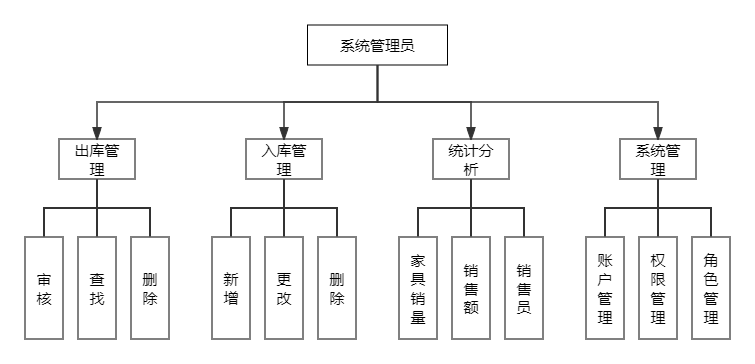 系统管理员
出库管
理
入库管
理
统计分
析
系统管
理
审核
查找
删除
新增
更改
删除
家具销量
销售额
销售员
账户管理
权限管理
角色管理